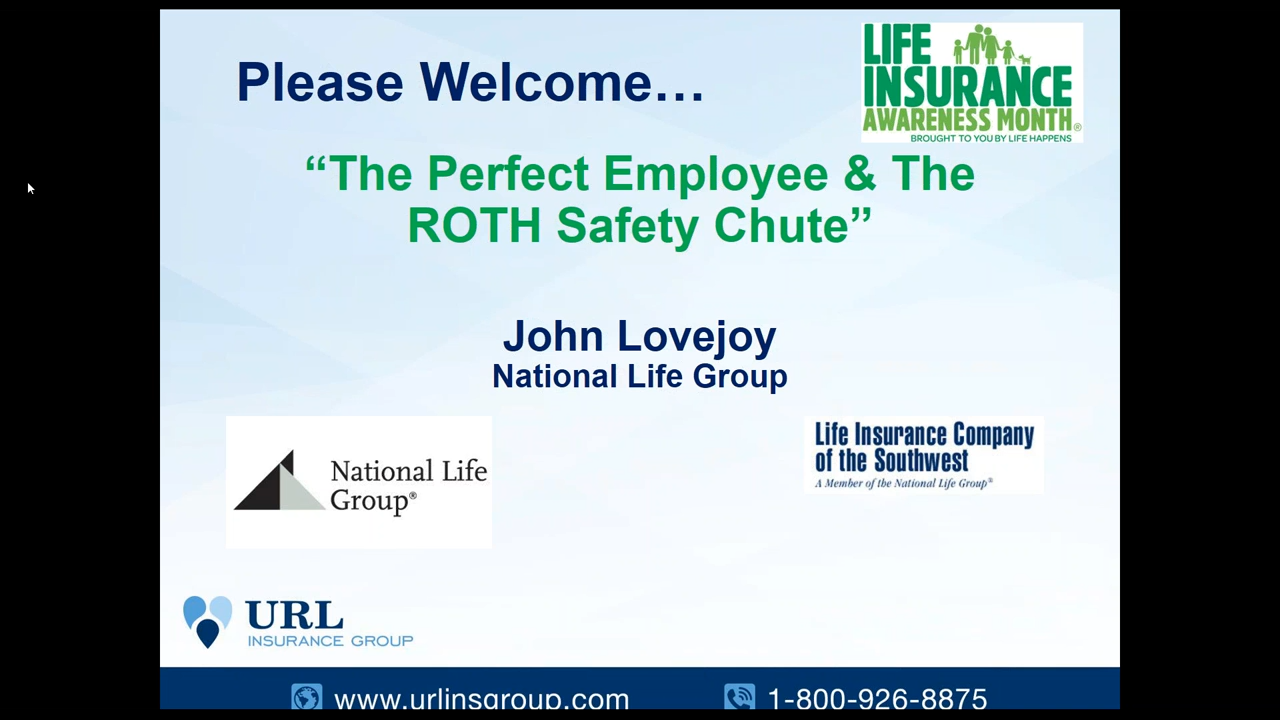 Please Welcome…
LIFE
INSURANCE
AWARENESS MONTH®
BROUGHT TO YOU BY LIFE HAPPENS
“The Perfect Employee & The
ROTH Safety Chute”
John Lovejoy
National Life Group
National Life
Group®
Life Insurance Company
of the Southwest
A Member of the National Life Group®
URL
INSURANCE GROUP
www.urlinsgroup.com
1-800-926-8875